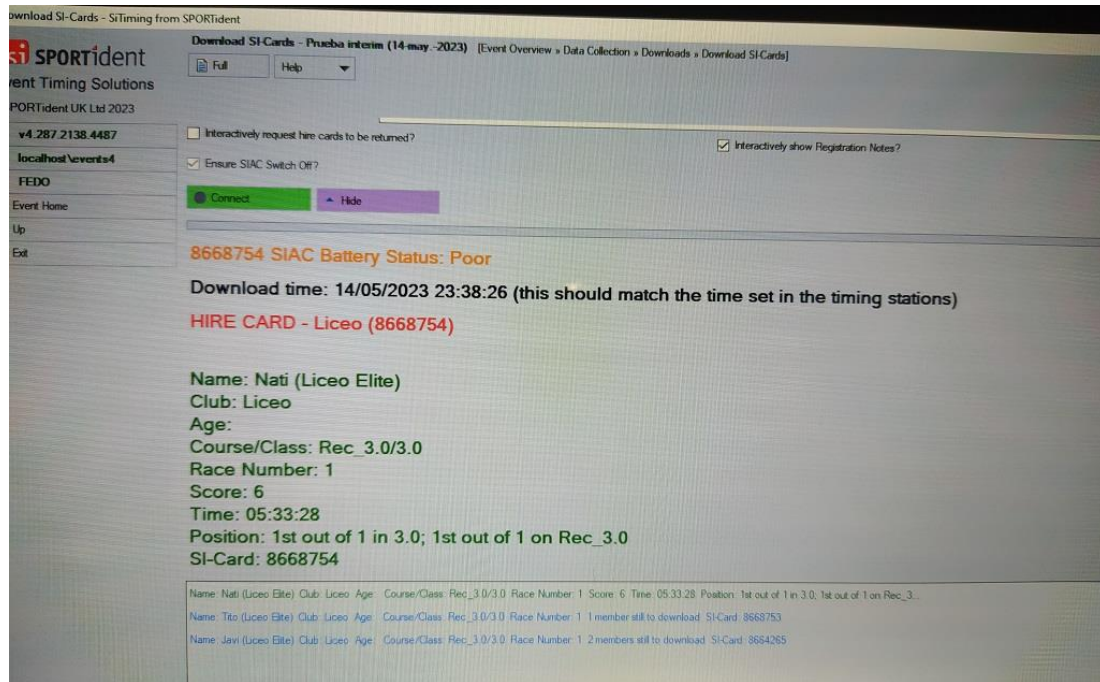 ownload SI-Cards - SiTiming from SPORTident
si SPORTident
ent Timing Solutions
PORTident UK Ltd 2023
v4.287.2138.4487
localhost\events4
FEDO
Event Home
Up
Exit
Download SI-Cards - Prueba interim (14-may.-2023) [Event Overview » Data Collection » Downloads » Download SI-Cards]
Full Help
Interactively request hire cards to be returned?
Interactively show Registration Notes?
Ensure SIAC Switch Off?
Connect Hide
8668754 SIAC Battery Status: Poor
Download time: 14/05/2023 23:38:26 (this should match the time set in the timing stations)
HIRE CARD - Liceo (8668754)
Name: Nati (Liceo Elite)
Club: Liceo
Age:
Course/Class: Rec_3.0/3.0
Race Number: 1
Score: 6
Time: 05:33:28
Position: 1st out of 1 in 3.0; 1st out of 1 on Rec_3.0
SI-Card: 8668754
Name: Nati (Liceo Elite) Club: Liceo Age: Course/Class: Rec_3.0/3.0 Race Number: 1 Score: 6 Time: 05:33:28 Position: 1st out of 1 in 3.0; 1st out of 1 on Rec_3...
Name: Tito (Liceo Elite) Club: Liceo Age: Course/Class: Rec_3.0/3.0 Race Number: 1 1 member still to download SI-Card: 8668753
Name: Javi (Liceo Elite) Club: Liceo Age: Course/Class: Rec_3.0/3.0 Race Number: 1 2 members still to download SI-Card: 8664265